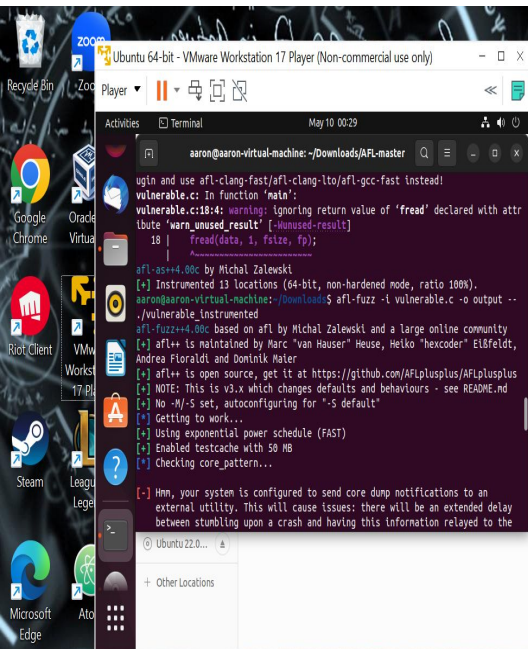 Recycle Bin
zoom
Zoo
Google Chrome
Oracle
Virtua
Riot Client
VMw
Workst
17 Pla
Steam
Leagu
Lege
Microsoft Edge
Ato
Ubuntu 64-bit - VMware Workstation 17 Player (Non-commercial use only)
Player
Activities
Terminal
May 10 00:29
aaron@aaron-virtual-machine: ~/Downloads/AFL-master
ugin and use afl-clang-fast/afl-clang-lto/afl-gcc-fast instead!
vulnerable.c: In function ‘main’:
vulnerable.c:18:4: warning: ignoring return value of ‘fread’ declared with attr
ibute ‘warn_unused_result’ [-Wunused-result]
18 |    fread(data, 1, fsize, fp);
|    ^~~~~~~~~~~~~~~~~~~~~~~~~
afl-as++4.00c by Michal Zalewski
[+] Instrumented 13 locations (64-bit, non-hardened mode, ratio 100%).
aaron@aaron-virtual-machine:~/Downloads$ afl-fuzz -i vulnerable.c -o output --
./vulnerable_instrumented
afl-fuzz++4.00c based on afl by Michal Zalewski and a large online community
[+] afl++ is maintained by Marc "van Hauser" Heuse, Heiko "hexcoder" Eißfeldt,
Andrea Fioraldi and Dominik Maier
[+] afl++ is open source, get it at https://github.com/AFLplusplus/AFLplusplus
[+] NOTE: This is v3.x which changes defaults and behaviours - see README.md
[+] No -M/-S set, autoconfiguring for "-S default"
[*] Getting to work...
[+] Using exponential power schedule (FAST)
[+] Enabled testcache with 50 MB
[*] Checking core_pattern...
[-] Hmm, your system is configured to send core dump notifications to an
external utility. This will cause issues: there will be an extended delay
between stumbling upon a crash and having this information relayed to the
Ubuntu 22.0...
+ Other Locations